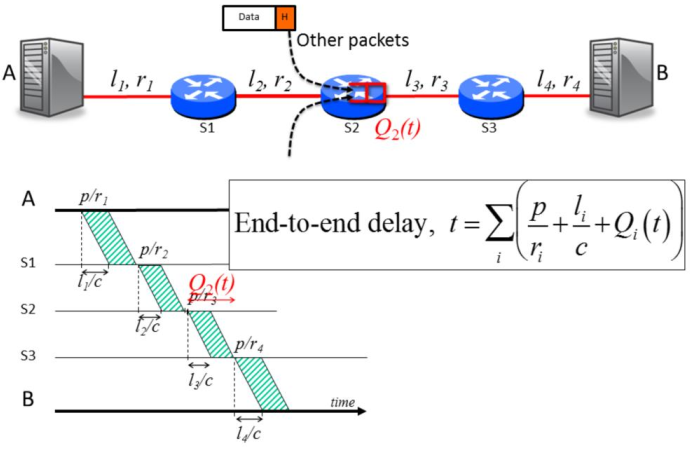 Data H
Other packets
A l₁, r₁ l₂, r₂ l₃, r₃ l₄, r₄ B
S1 S2 Q₂(t) S3
A p/r₁
End-to-end delay, t = ∑ᵢ (p/rᵢ + lᵢ/c + Qᵢ(t))
p/r₂
S1
l₁/c Q₂(t)
p/r₃
S2
l₂/c
p/r₄
S3
l₃/c
time
B
l₄/c